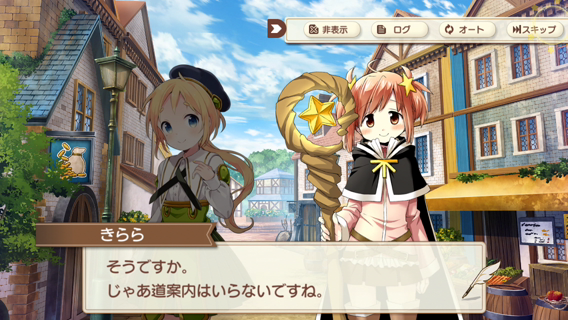 非表示
ログ
オート
スキップ
きらら
そうですか。
じゃあ道案内はいらないですね。